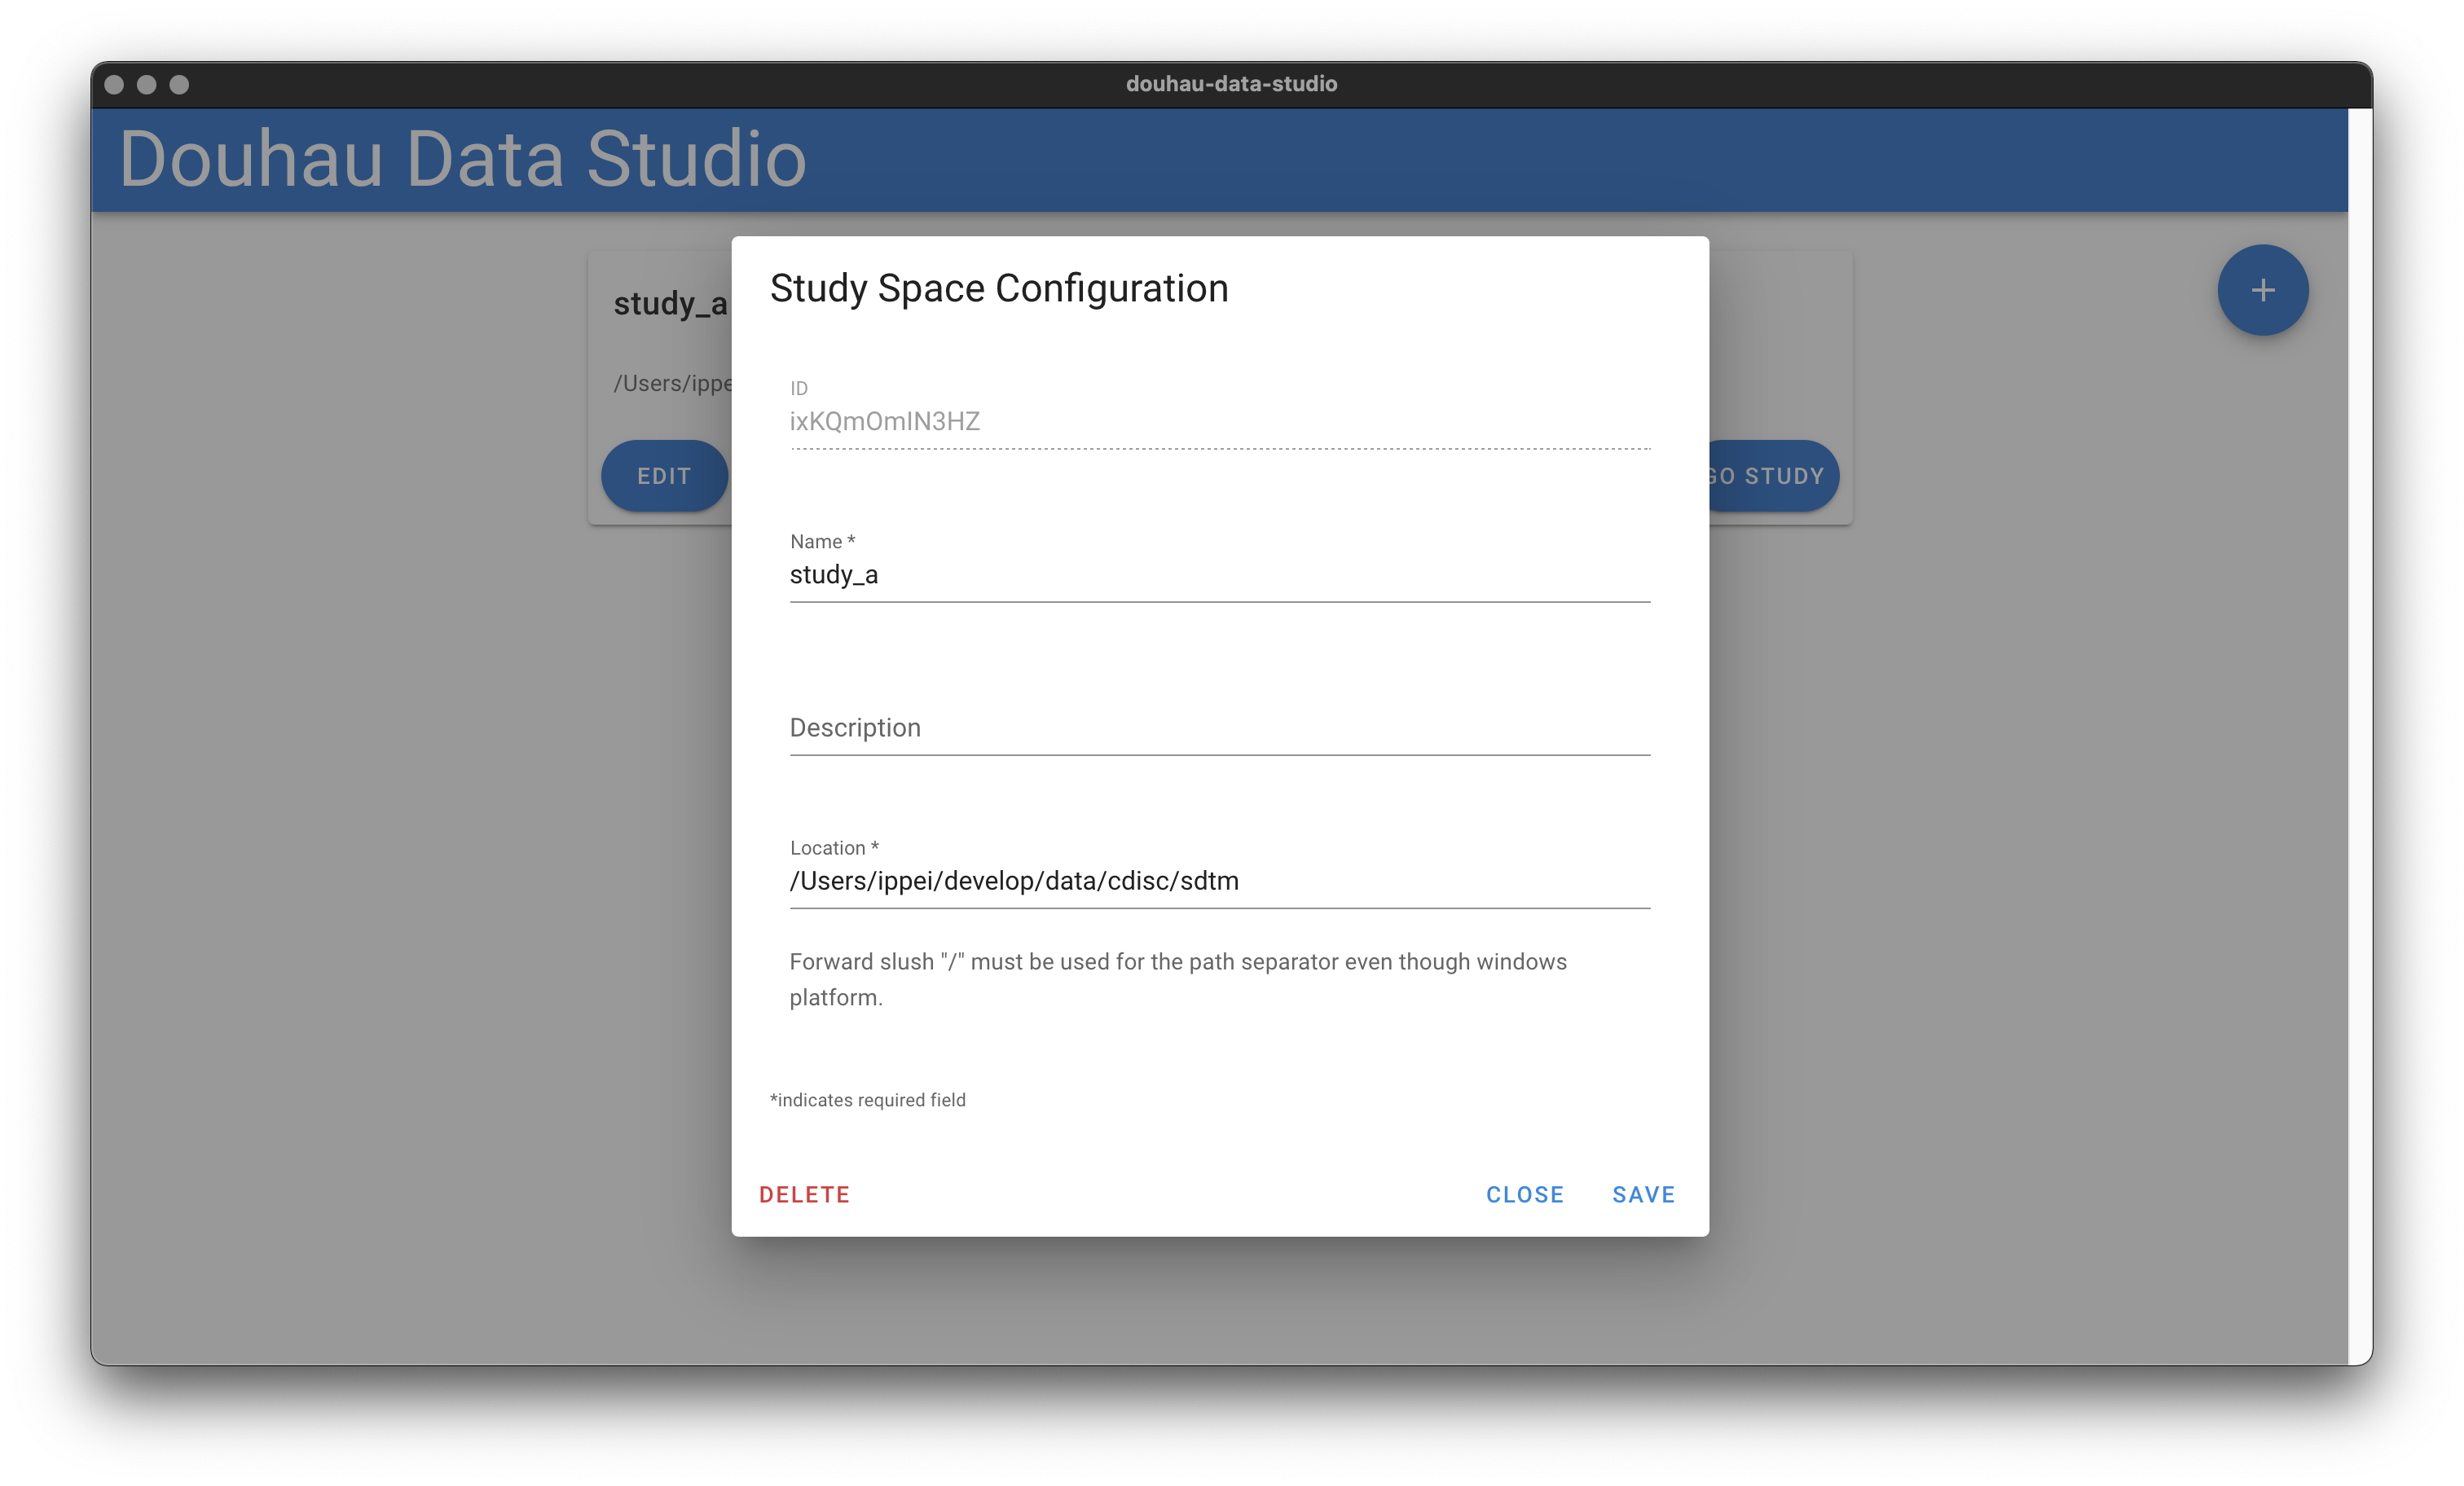 douhau-data-studio
Douhau Data Studio
study_a
/Users/ippe
EDIT
GO STUDY
Study Space Configuration
ID
ixKQmOmIN3HZ
Name *
study_a
Description
Location *
/Users/ippei/develop/data/cdisc/sdtm
Forward slush "/" must be used for the path separator even though windows
platform.
*indicates required field
DELETE
CLOSE
SAVE